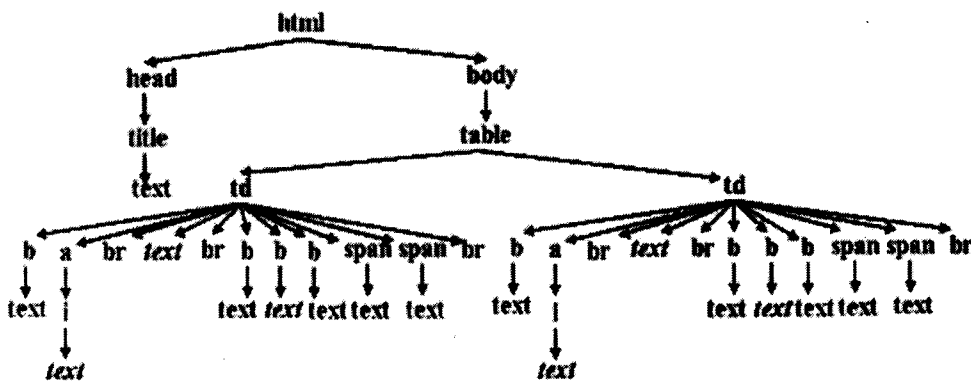 html
head body
title table
text td td
b a br text br b b b span span br b a br text br b b b span span br
text text text text text text text text text text text text
text text